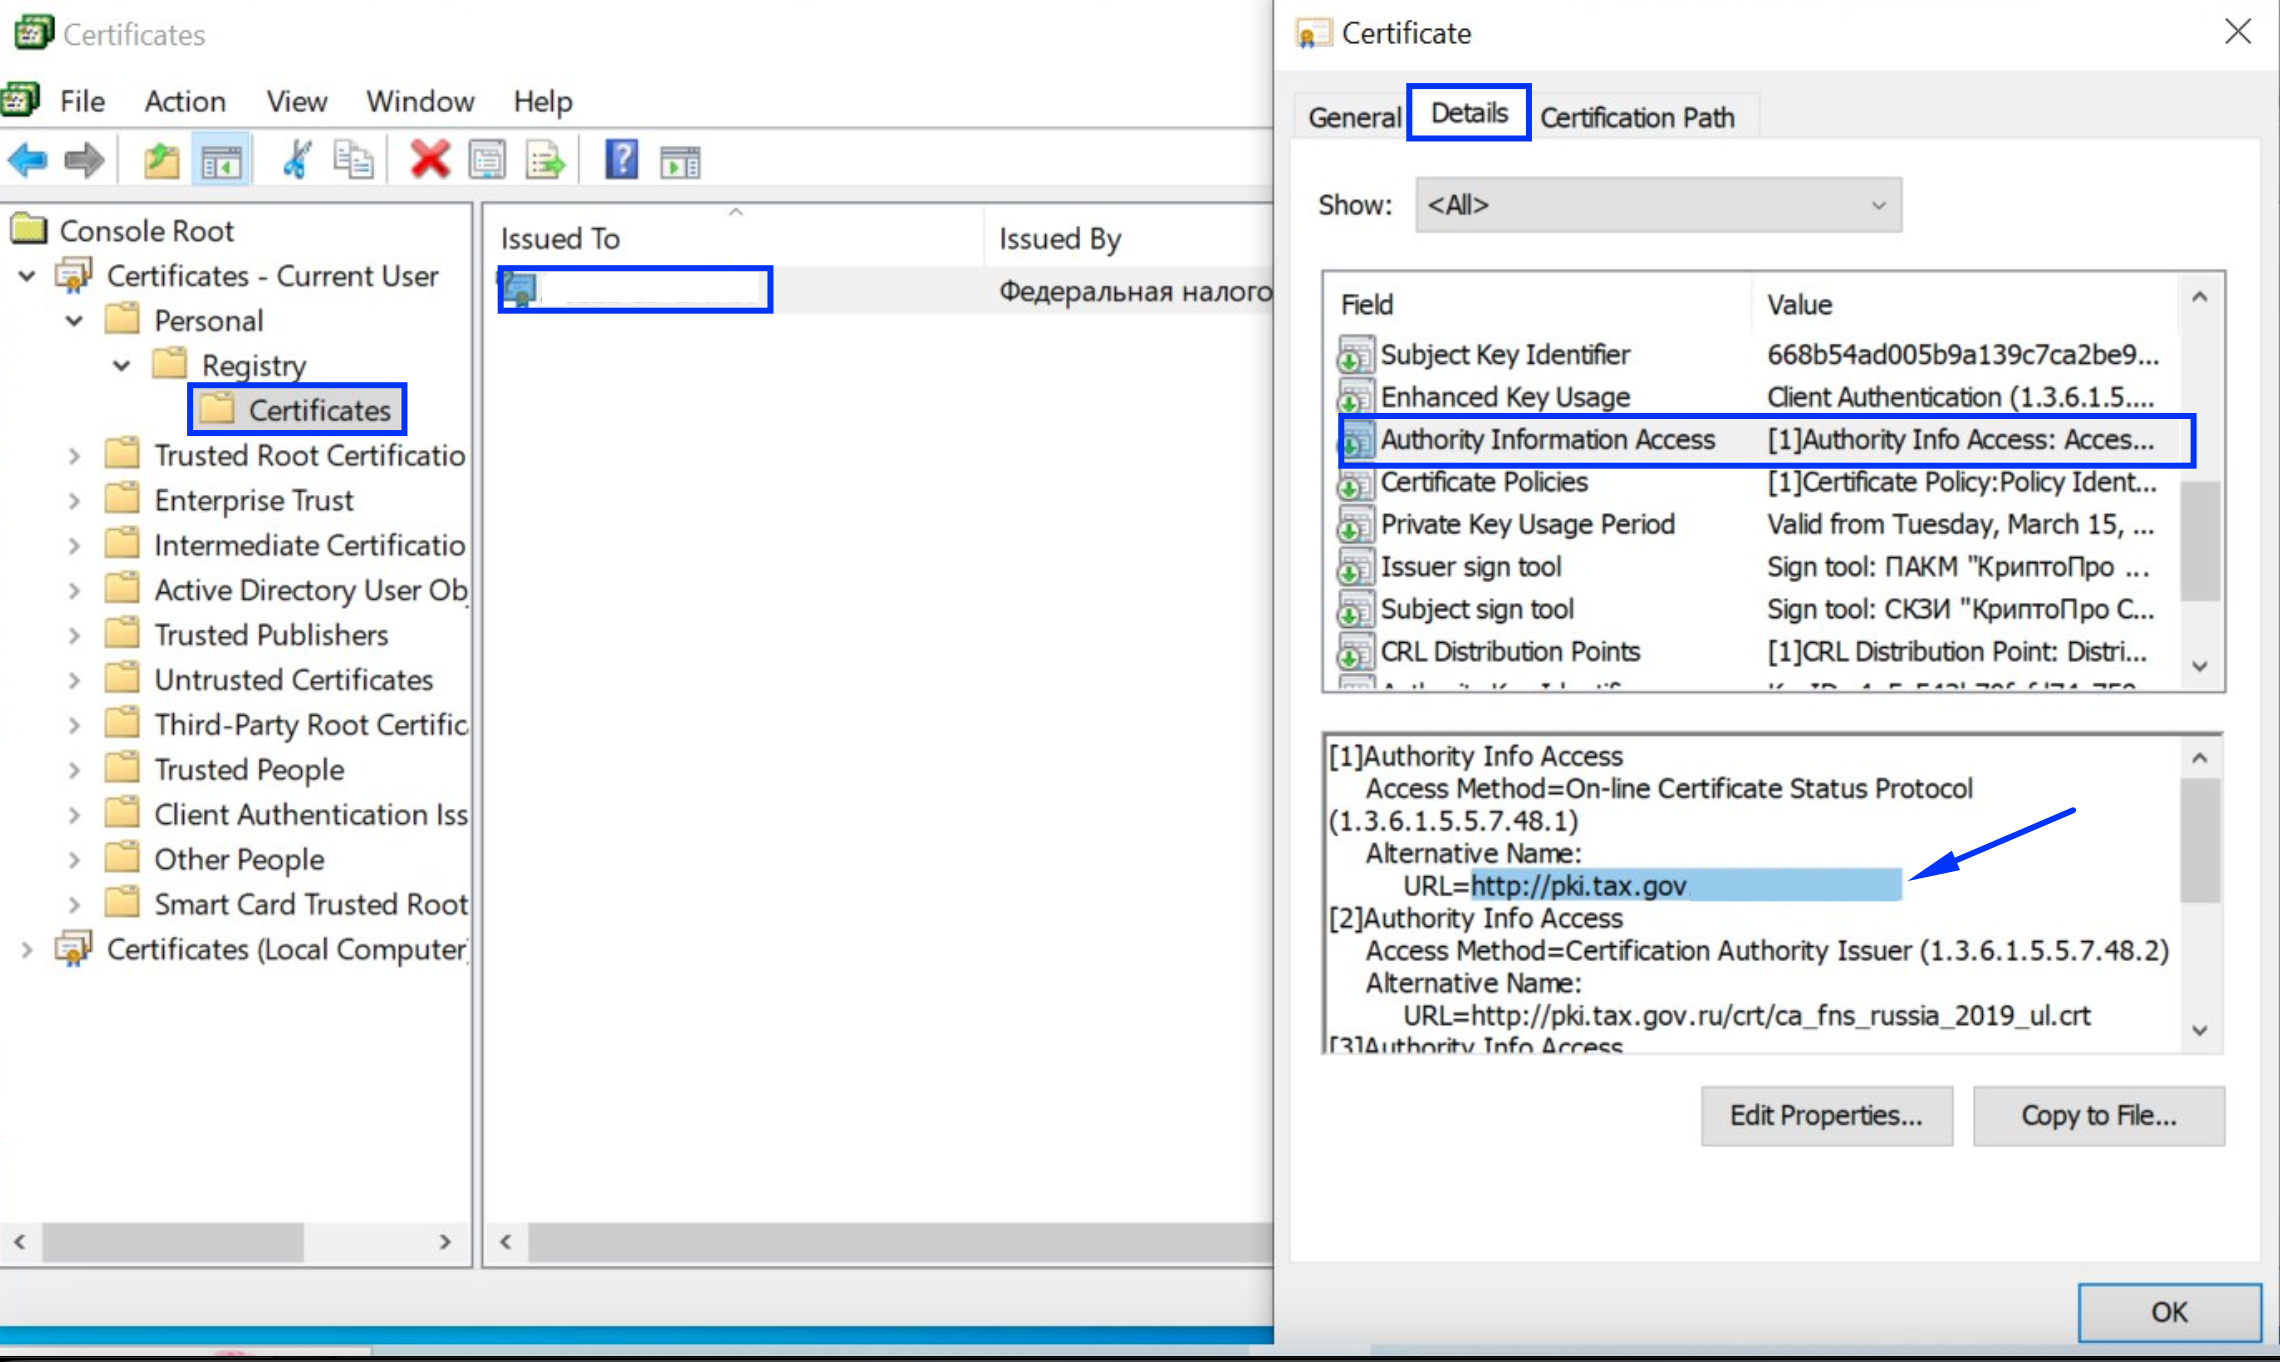 Certificates
File Action View Window Help
Console Root
Certificates - Current User
Personal
Registry
Certificates
Trusted Root Certificatio
Enterprise Trust
Intermediate Certificatio
Active Directory User Ob
Trusted Publishers
Untrusted Certificates
Third-Party Root Certific
Trusted People
Client Authentication Iss
Other People
Smart Card Trusted Root
Certificates (Local Computer
Issued To Issued By
Федеральная налого
Certificate
General Details Certification Path
Show: <All>
Field Value
Subject Key Identifier 668b54ad005b9a139c7ca2be9...
Enhanced Key Usage Client Authentication (1.3.6.1.5....
Authority Information Access [1]Authority Info Access: Acces...
Certificate Policies [1]Certificate Policy:Policy Ident...
Private Key Usage Period Valid from Tuesday, March 15, ...
Issuer sign tool Sign tool: ПАКМ "КриптоПро ...
Subject sign tool Sign tool: СКЗИ "КриптоПро С...
CRL Distribution Points [1]CRL Distribution Point: Distri...
[1]Authority Info Access
Access Method=On-line Certificate Status Protocol
(1.3.6.1.5.5.7.48.1)
Alternative Name:
URL=http://pki.tax.gov
[2]Authority Info Access
Access Method=Certification Authority Issuer (1.3.6.1.5.5.7.48.2)
Alternative Name:
URL=http://pki.tax.gov.ru/crt/ca_fns_russia_2019_ul.crt
[3]Authority Info Access
Edit Properties... Copy to File...
OK